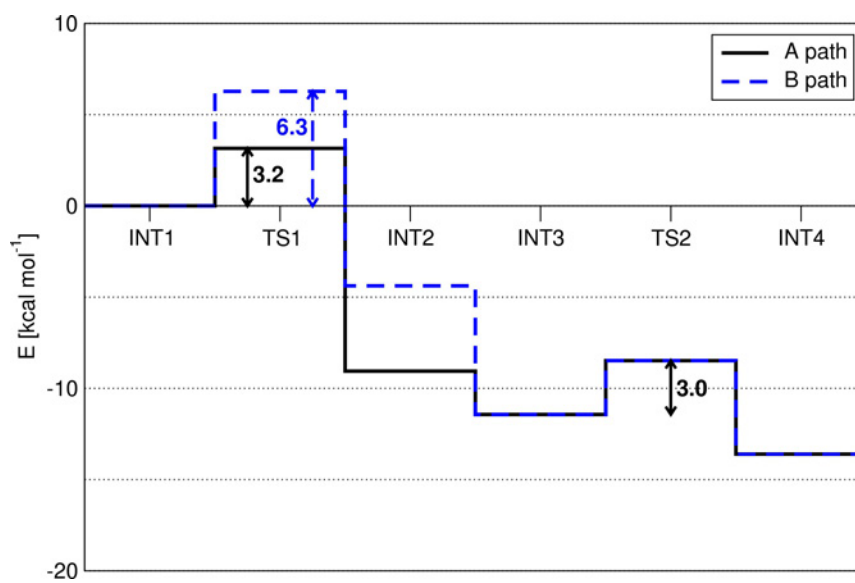 10
A path
B path
6.3
3.2
0
INT1 TS1 INT2 INT3 TS2 INT4
E [kcal mol⁻¹]
-10
3.0
-20